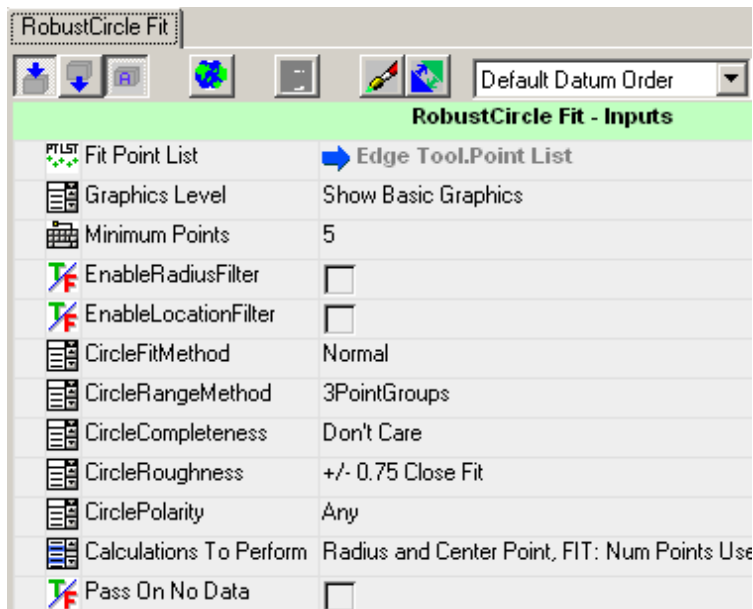 RobustCircle Fit
A
Default Datum Order
RobustCircle Fit - Inputs
PTLST Fit Point List Edge Tool.Point List
Graphics Level Show Basic Graphics
Minimum Points 5
T/F EnableRadiusFilter
T/F EnableLocationFilter
CircleFitMethod Normal
CircleRangeMethod 3PointGroups
CircleCompleteness Don't Care
CircleRoughness +/- 0.75 Close Fit
CirclePolarity Any
Calculations To Perform Radius and Center Point, FIT: Num Points Use
T/F Pass On No Data